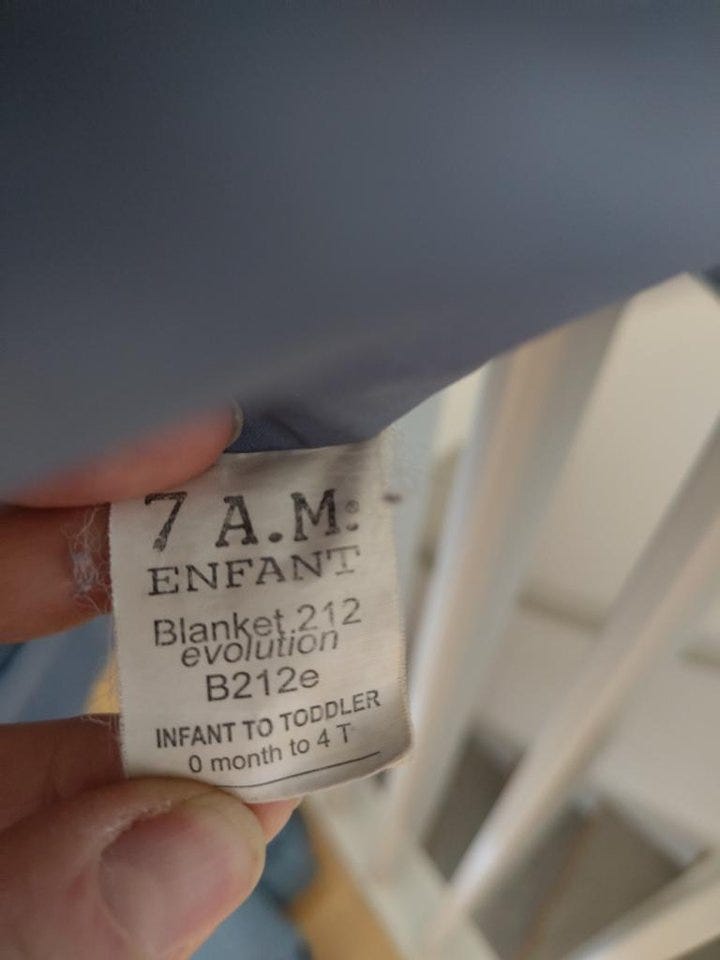 7 A.M:
ENFANT
Blanket.212
evolution
B212e
INFANT TO TODDLER
0 month to 4 T